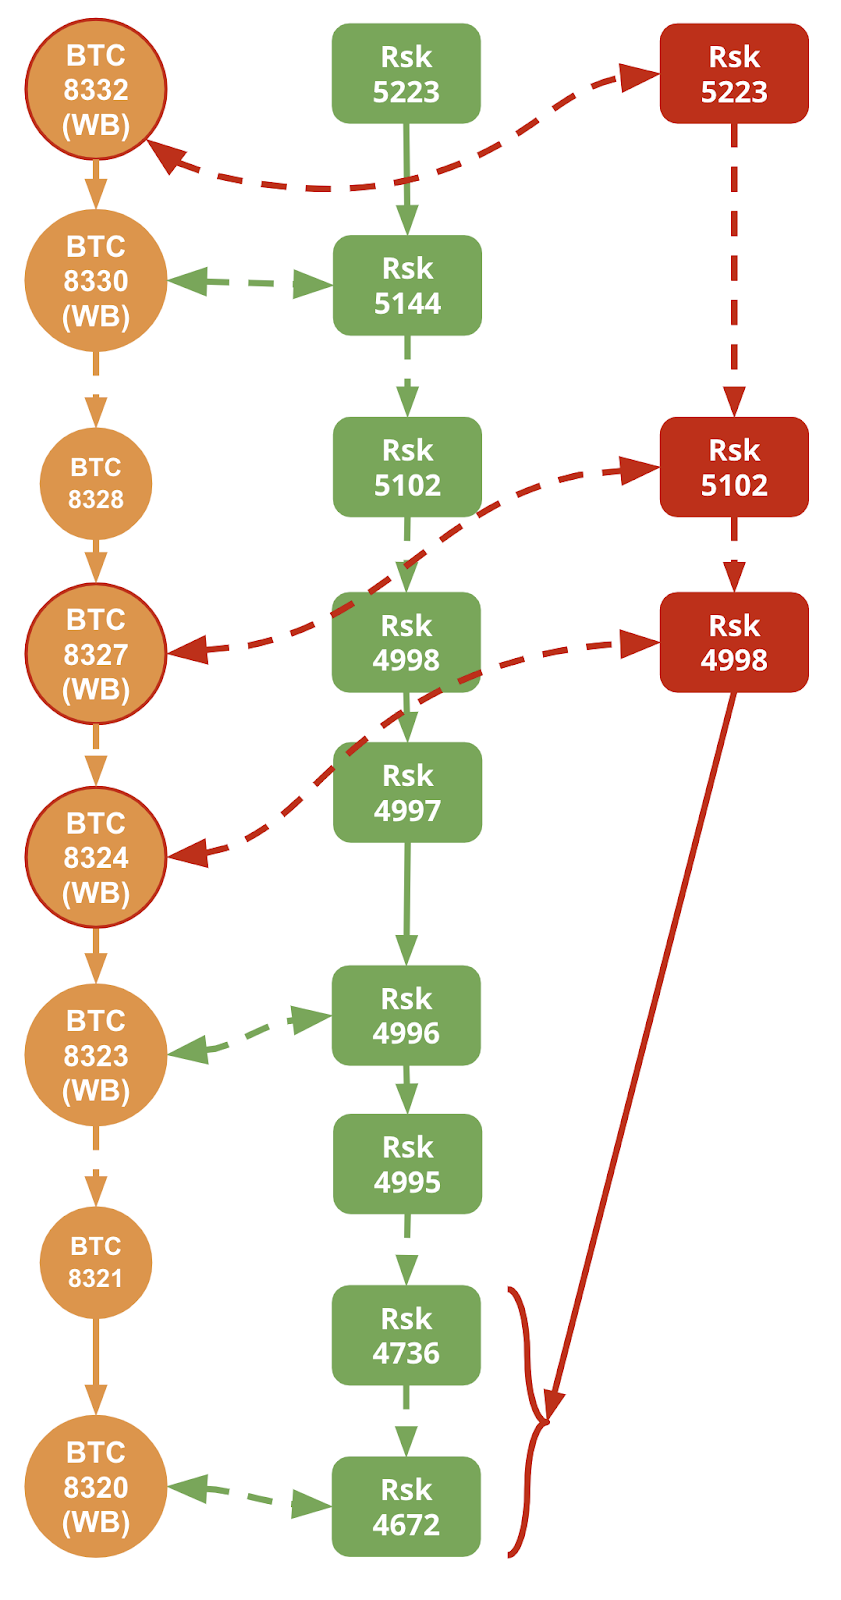 BTC
8332
(WB)
Rsk
5223
Rsk
5223
BTC
8330
(WB)
Rsk
5144
BTC
8328
Rsk
5102
Rsk
5102
BTC
8327
(WB)
Rsk
4998
Rsk
4998
BTC
8324
(WB)
Rsk
4997
BTC
8323
(WB)
Rsk
4996
Rsk
4995
BTC
8321
Rsk
4736
BTC
8320
(WB)
Rsk
4672